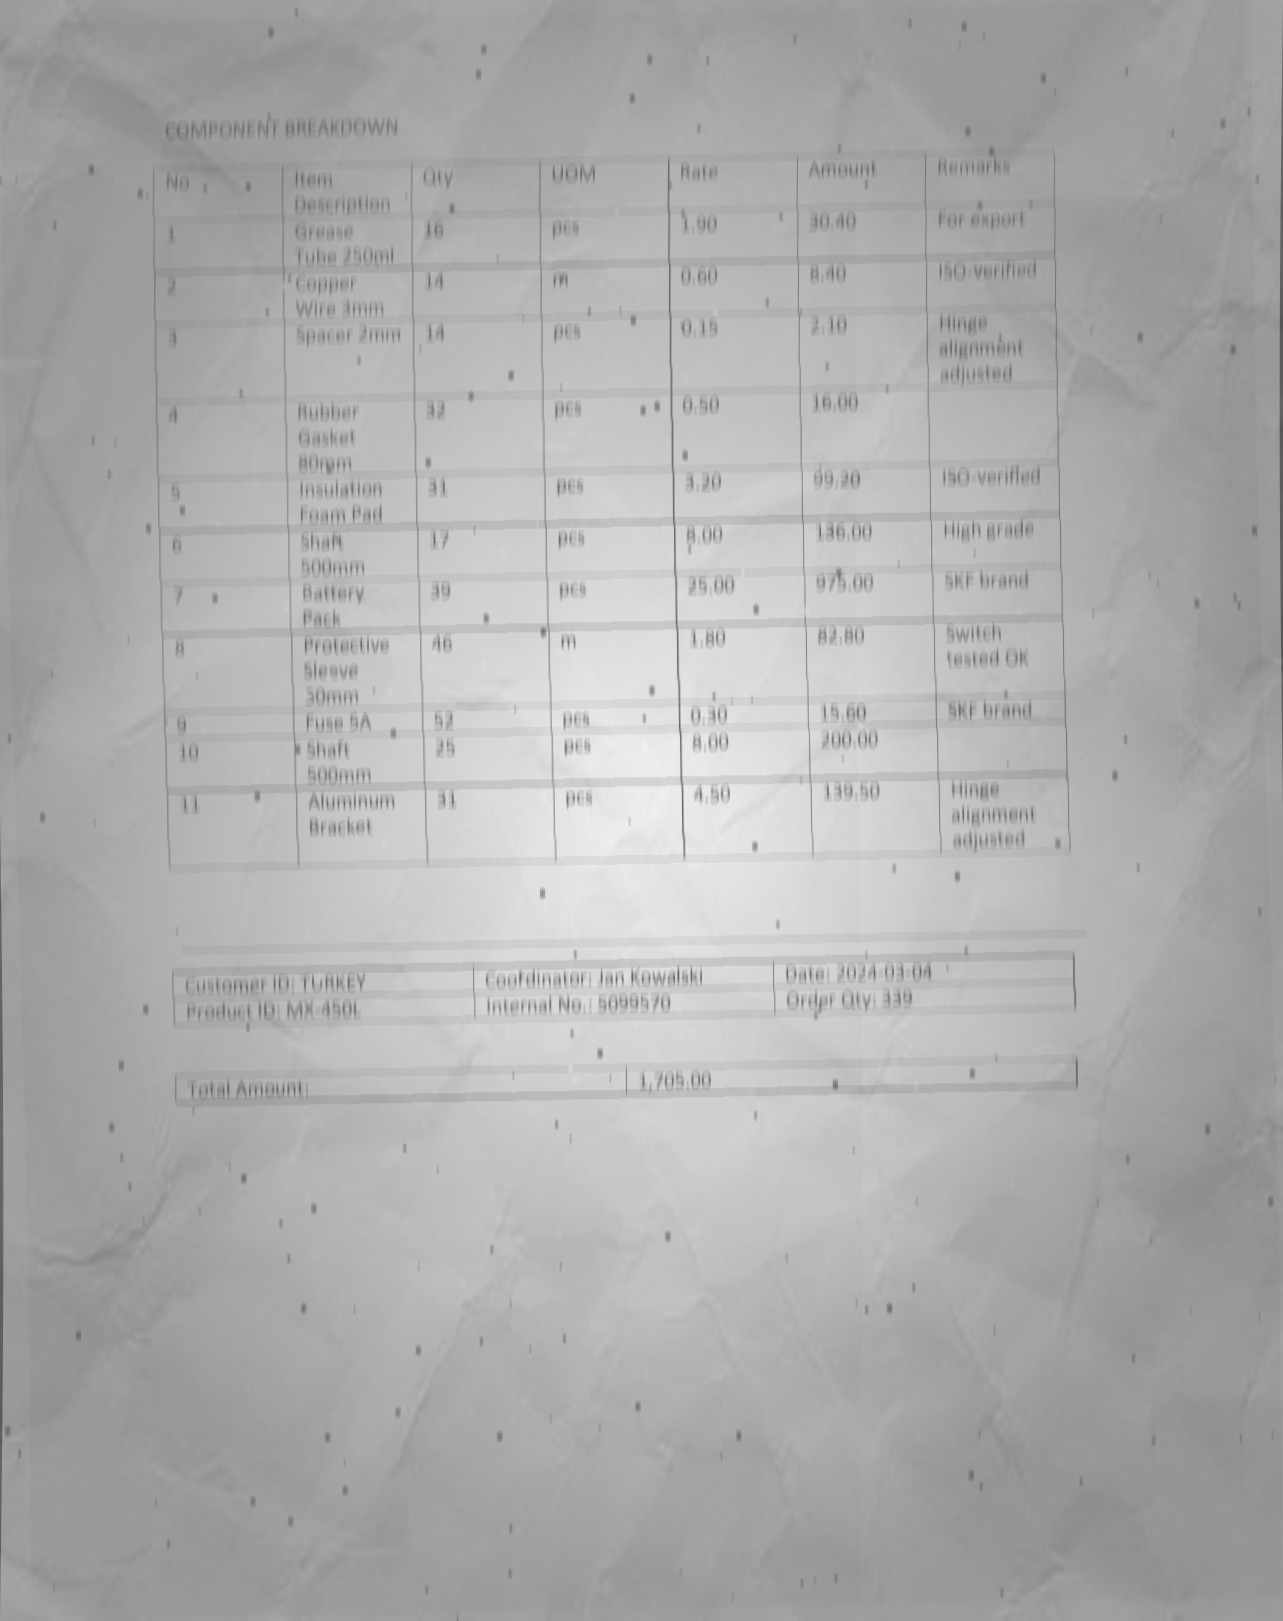 COMPONENT BREAKDOWN
No Item Description Qty UOM Rate Amount Remarks
1 Grease Tube 250ml 16 pcs 1.90 30.40 For export
2 Copper Wire 3mm 14 m 0.60 8.40 ISO-verified
3 Spacer 2mm 14 pcs 0.15 2.10 Hinge alignment adjusted
4 Rubber Gasket 80mm 32 pcs 0.50 16.00
5 Insulation Foam Pad 31 pcs 3.20 99.20 ISO-verified
6 Shaft 500mm 17 pcs 8.00 136.00 High grade
7 Battery Pack 39 pcs 25.00 975.00 SKF brand
8 Protective Sleeve 30mm 46 m 1.80 82.80 Switch tested OK
9 Fuse 5A 52 pcs 0.30 15.60 SKF brand
10 Shaft 500mm 25 pcs 8.00 200.00
11 Aluminum Bracket 31 pcs 4.50 139.50 Hinge alignment adjusted
Customer ID: TURKEY Coordinator: Jan Kowalski Date: 2024-03-04
Product ID: MX-450L Internal No.: 5099570 Order Qty: 339
Total Amount: 1,705.00